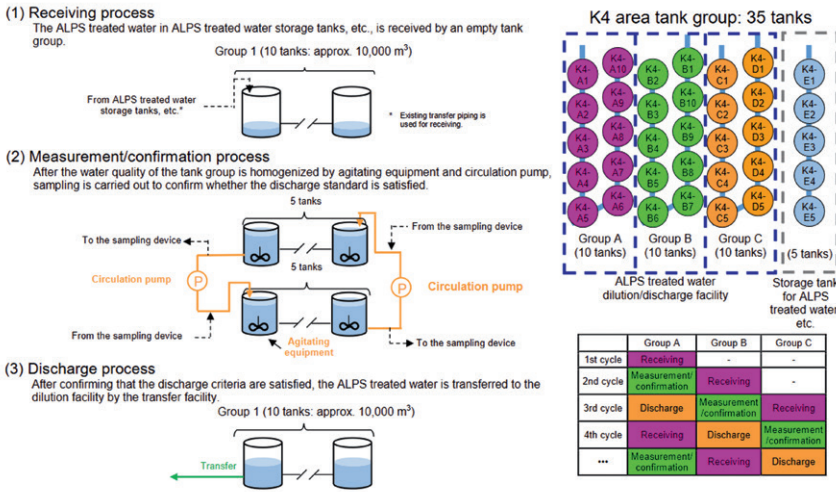 (1) Receiving process
The ALPS treated water in ALPS treated water storage tanks, etc., is received by an empty tank
group.
Group 1 (10 tanks: approx. 10,000 m³)
From ALPS treated water
storage tanks, etc.*
* Existing transfer piping is
used for receiving.
(2) Measurement/confirmation process
After the water quality of the tank group is homogenized by agitating equipment and circulation pump,
sampling is carried out to confirm whether the discharge standard is satisfied.
5 tanks
To the sampling device
From the sampling device
5 tanks
Circulation pump
P
P
Circulation pump
From the sampling device
Agitating
equipment
To the sampling device
(3) Discharge process
After confirming that the discharge criteria are satisfied, the ALPS treated water is transferred to the
dilution facility by the transfer facility.
Group 1 (10 tanks: approx. 10,000 m³)
Transfer
K4 area tank group: 35 tanks
K4-A1
K4-A2
K4-A3
K4-A4
K4-A5
K4-A10
K4-A9
K4-A8
K4-A7
K4-A6
K4-B2
K4-B3
K4-B4
K4-B5
K4-B6
K4-B1
K4-B10
K4-B9
K4-B8
K4-B7
K4-C1
K4-C2
K4-C3
K4-C4
K4-C5
K4-D1
K4-D2
K4-D3
K4-D4
K4-D5
K4-E1
K4-E2
K4-E3
K4-E4
K4-E5
Group A Group B Group C
(10 tanks) (10 tanks) (10 tanks) (5 tanks)
ALPS treated water
dilution/discharge facility
Storage tank
for ALPS
treated water
etc.
Group A Group B Group C
1st cycle Receiving - -
2nd cycle Measurement/confirmation Receiving -
3rd cycle Discharge Measurement/confirmation Receiving
4th cycle Receiving Discharge Measurement/confirmation
••• Measurement/confirmation Receiving Discharge